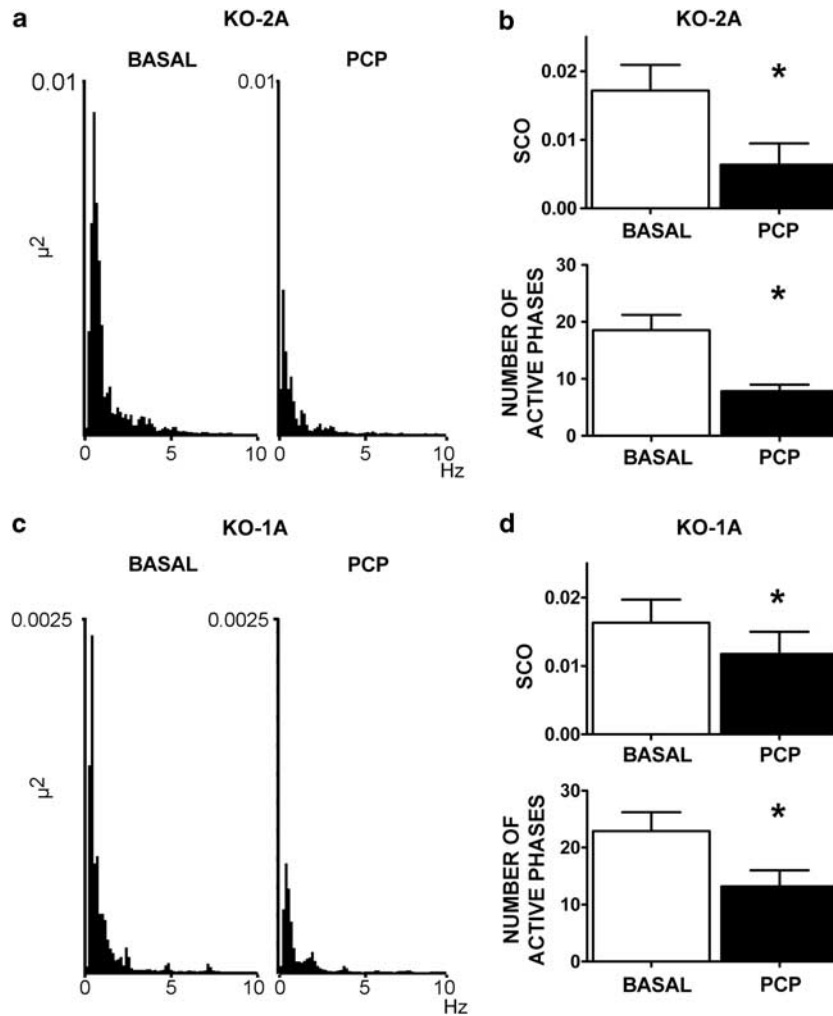 a
KO-2A
BASAL
PCP
0.01
0.01
μ²
0
5
10
0
5
10
Hz
b
KO-2A
0.02
0.01
0.00
SCO
*
BASAL
PCP
30
20
10
0
NUMBER OF
ACTIVE PHASES
*
BASAL
PCP
c
KO-1A
BASAL
PCP
0.0025
0.0025
μ²
0
5
10
0
5
10
Hz
d
KO-1A
0.02
0.01
0.00
SCO
*
BASAL
PCP
30
20
10
0
NUMBER OF
ACTIVE PHASES
*
BASAL
PCP